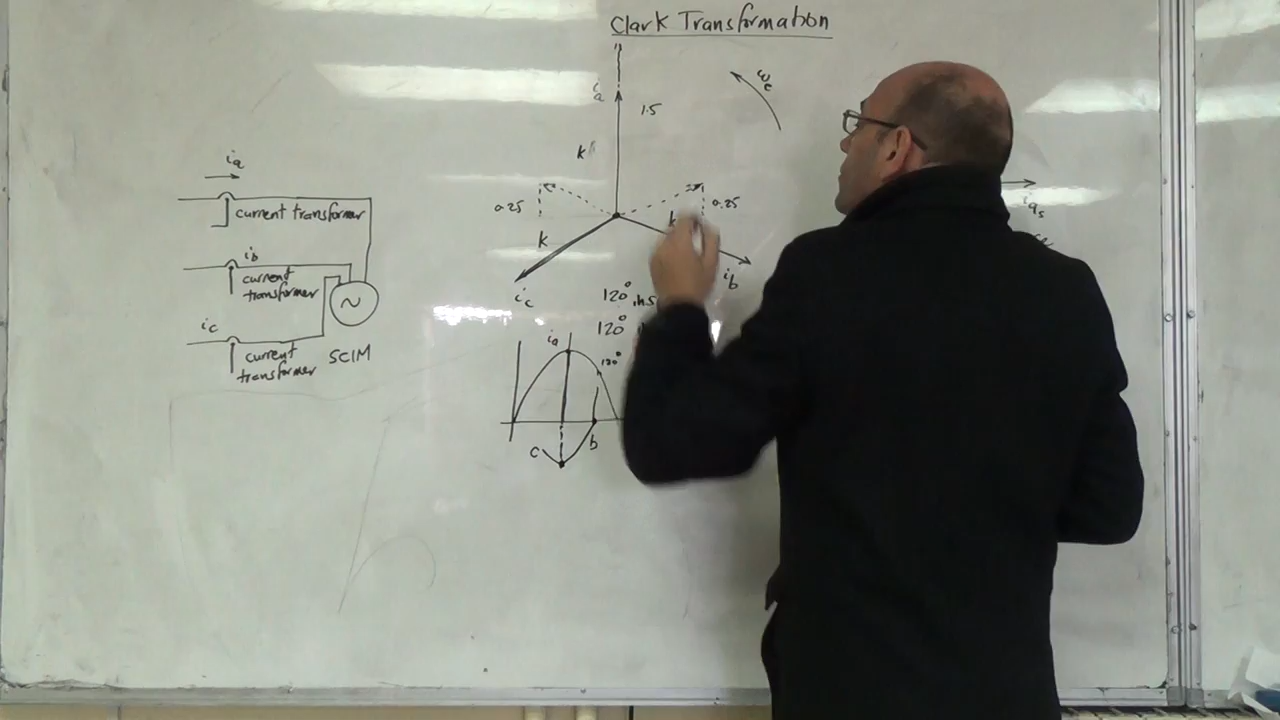 Clark Transformation
ωe
ia
1.5
k
0.25
0.25
k
k
ic
ib
120°
120°
ia
120°
c
b
ia
current transformer
ib
current
transformer
ic
current
transformer
SCIM
~
iqs